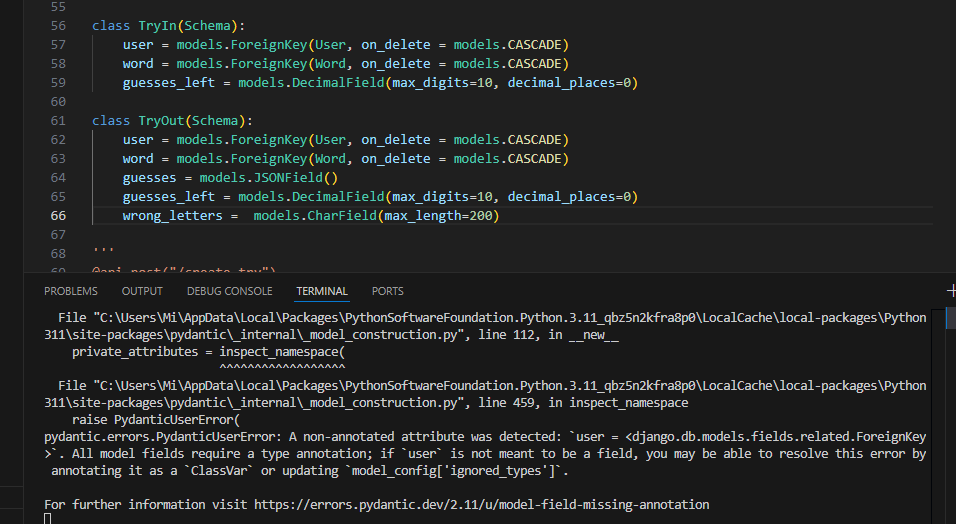 55
56 class TryIn(Schema):
57     user = models.ForeignKey(User, on_delete = models.CASCADE)
58     word = models.ForeignKey(Word, on_delete = models.CASCADE)
59     guesses_left = models.DecimalField(max_digits=10, decimal_places=0)
60
61 class TryOut(Schema):
62     user = models.ForeignKey(User, on_delete = models.CASCADE)
63     word = models.ForeignKey(Word, on_delete = models.CASCADE)
64     guesses = models.JSONField()
65     guesses_left = models.DecimalField(max_digits=10, decimal_places=0)
66     wrong_letters =  models.CharField(max_length=200)
67
68 '''
69 @api.post("/create_try")
PROBLEMS OUTPUT DEBUG CONSOLE TERMINAL PORTS
  File "C:\Users\Mi\AppData\Local\Packages\PythonSoftwareFoundation.Python.3.11_qbz5n2kfra8p0\LocalCache\local-packages\Python
311\site-packages\pydantic\_internal\_model_construction.py", line 112, in __new__
    private_attributes = inspect_namespace(
                         ^^^^^^^^^^^^^^^^^^
  File "C:\Users\Mi\AppData\Local\Packages\PythonSoftwareFoundation.Python.3.11_qbz5n2kfra8p0\LocalCache\local-packages\Python
311\site-packages\pydantic\_internal\_model_construction.py", line 459, in inspect_namespace
    raise PydanticUserError(
pydantic.errors.PydanticUserError: A non-annotated attribute was detected: `user = <django.db.models.fields.related.ForeignKey
>`. All model fields require a type annotation; if `user` is not meant to be a field, you may be able to resolve this error by
 annotating it as a `ClassVar` or updating `model_config['ignored_types']`.

For further information visit https://errors.pydantic.dev/2.11/u/model-field-missing-annotation